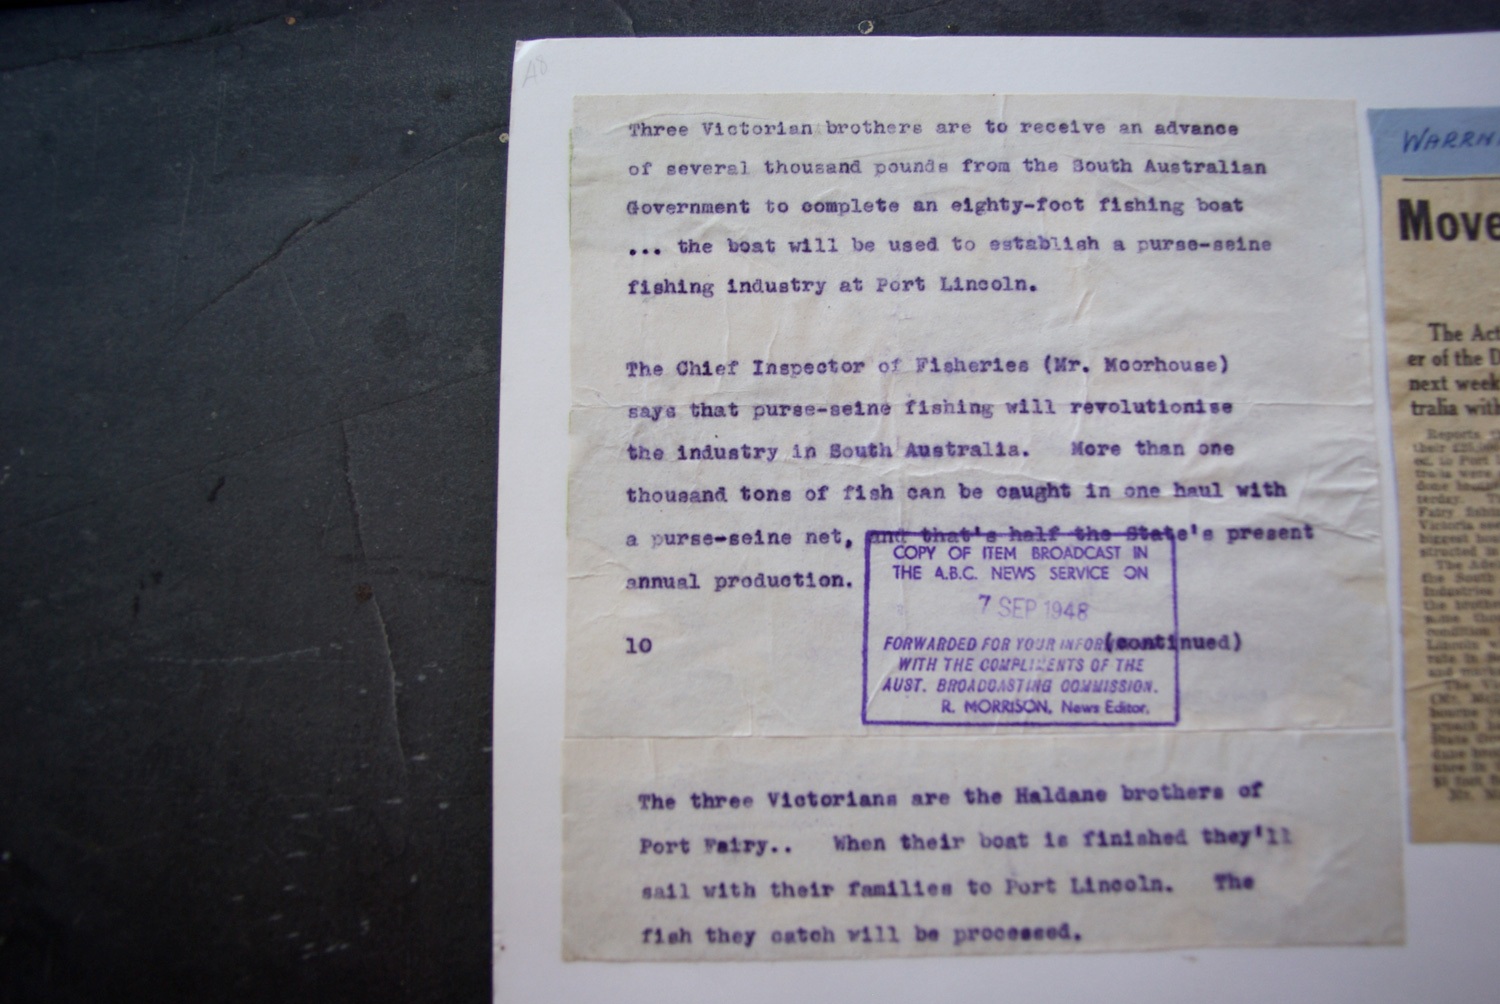 A8
Three Victorian brothers are to receive an advance
of several thousand pounds from the South Australian
Government to complete an eighty-foot fishing boat
... the boat will be used to establish a purse-seine
fishing industry at Port Lincoln.
The Chief Inspector of Fisheries (Mr. Moorhouse)
says that purse-seine fishing will revolutionise
the industry in South Australia. More than one
thousand tons of fish can be caught in one haul with
a purse-seine net, and that's half the State's present
annual production.
10 (continued)
COPY OF ITEM BROADCAST IN
THE A.B.C. NEWS SERVICE ON
7 SEP 1948
FORWARDED FOR YOUR INFOR
WITH THE COMPLIMENTS OF THE
AUST. BROADCASTING COMMISSION.
R. MORRISON, News Editor.
The three Victorians are the Haldane brothers of
Port Fairy.. When their boat is finished they'll
sail with their families to Port Lincoln. The
fish they catch will be processed.
WARRN
Move
The Act
er of the D
next week
tralia with